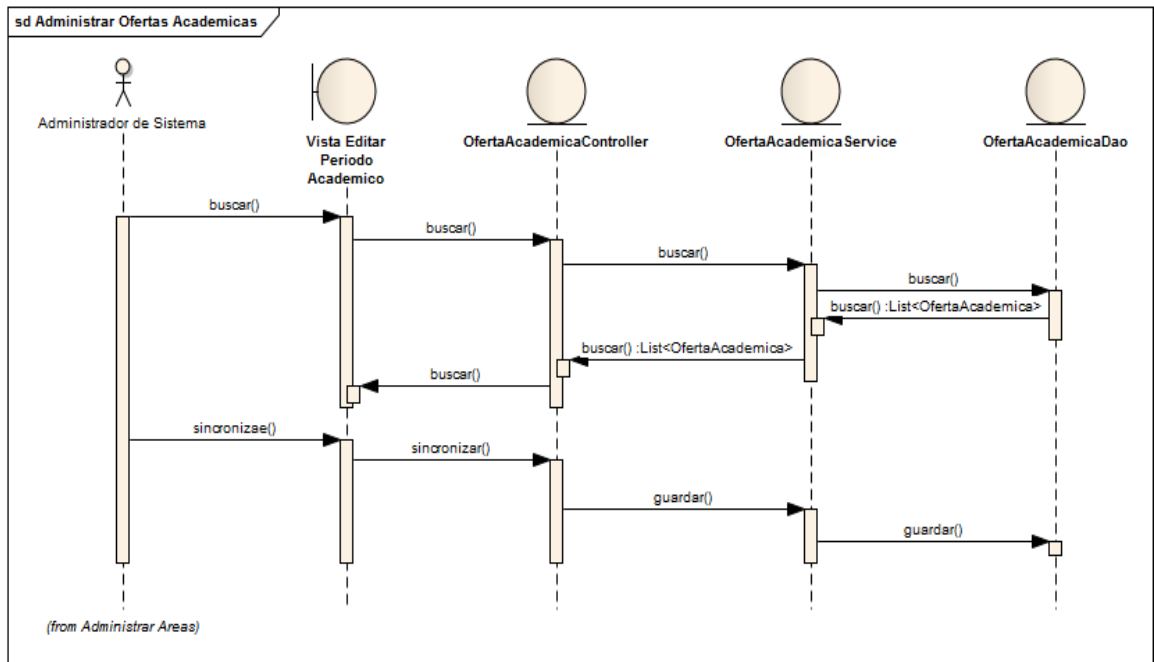 sd Administrar Ofertas Academicas
Administrador de Sistema
Vista Editar
Periodo
Academico
OfertaAcademicaController
OfertaAcademicaService
OfertaAcademicaDao
buscar()
buscar()
buscar()
buscar()
buscar() :List<OfertaAcademica>
buscar() :List<OfertaAcademica>
buscar()
sincronizae()
sincronizar()
guardar()
guardar()
(from Administrar Areas)